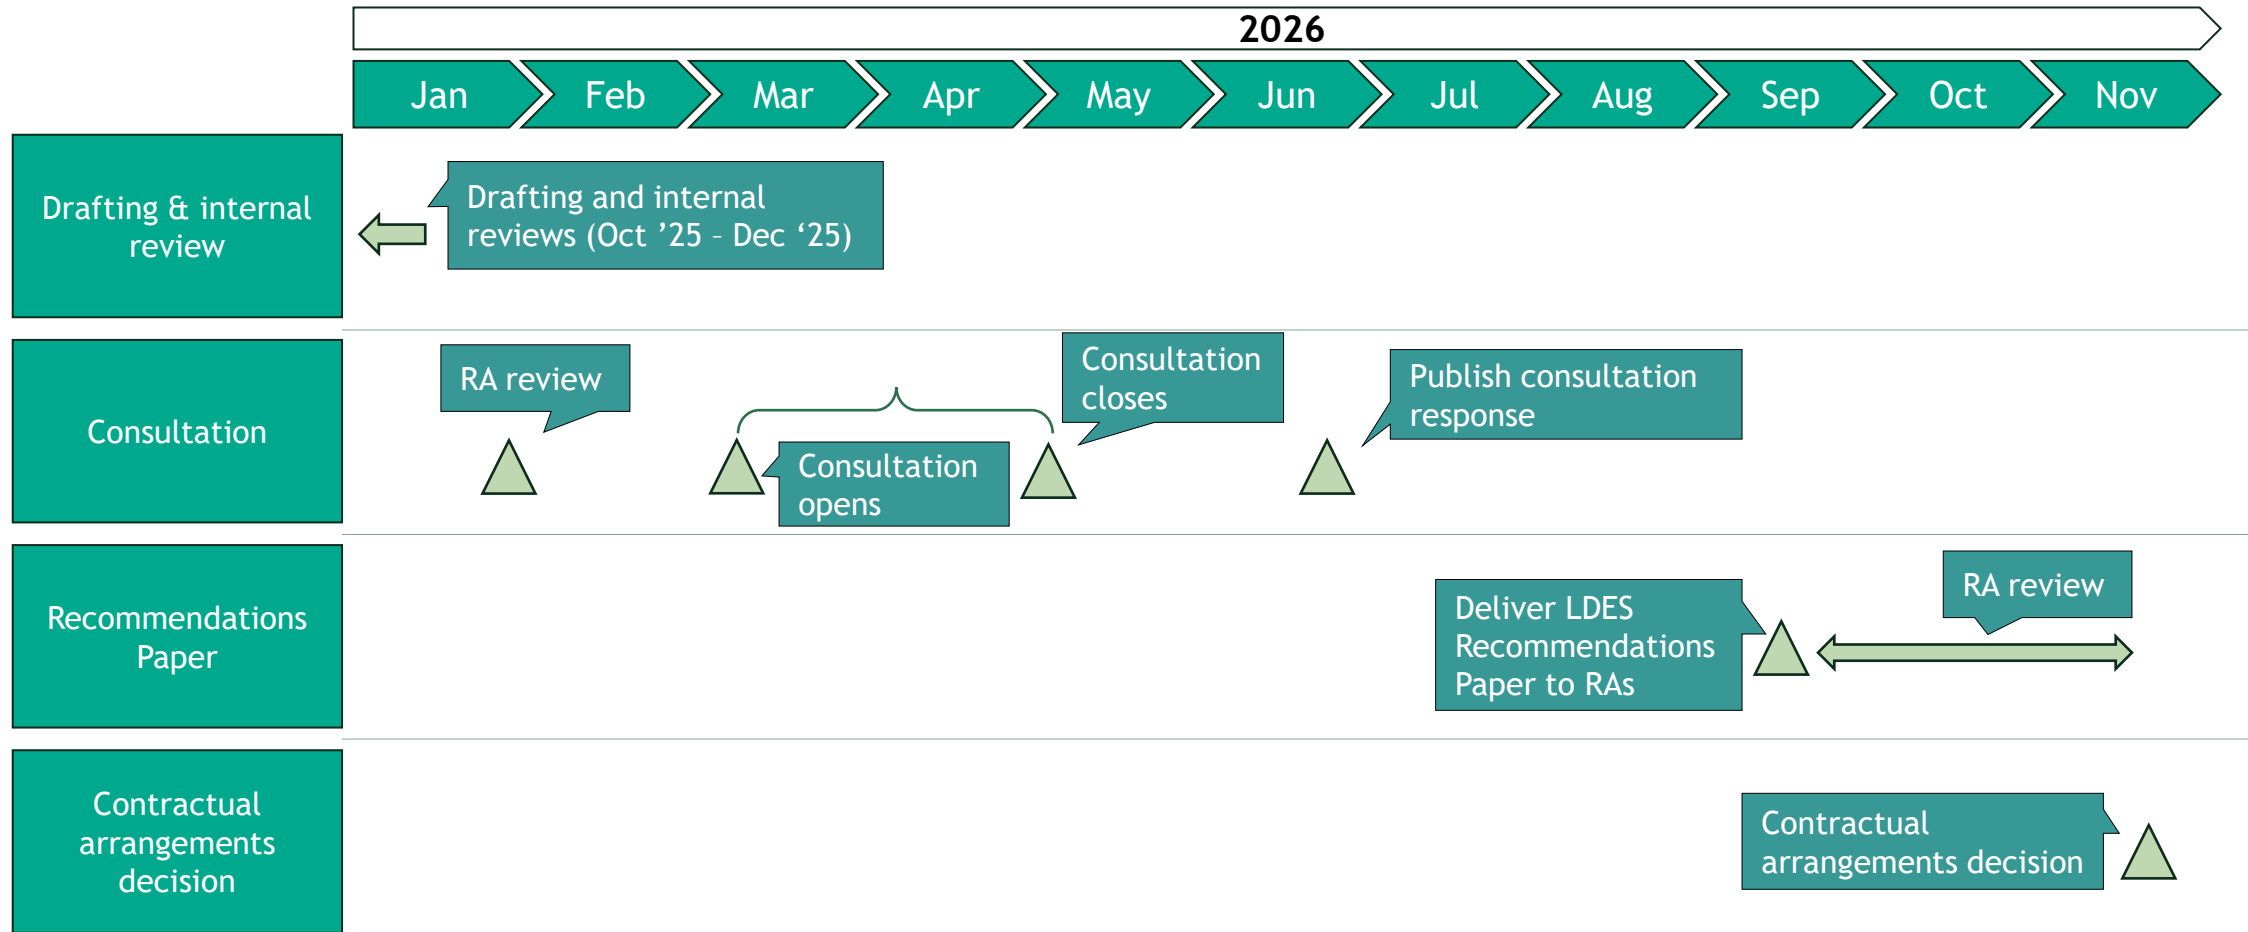 2026
Jan
Feb
Mar
Apr
May
Jun
Jul
Aug
Sep
Oct
Nov
Drafting & internal
review
Drafting and internal
reviews (Oct ’25 – Dec ‘25)
Consultation
RA review
Consultation
opens
Consultation
closes
Publish consultation
response
Recommendations
Paper
Deliver LDES
Recommendations
Paper to RAs
RA review
Contractual
arrangements
decision
Contractual
arrangements decision